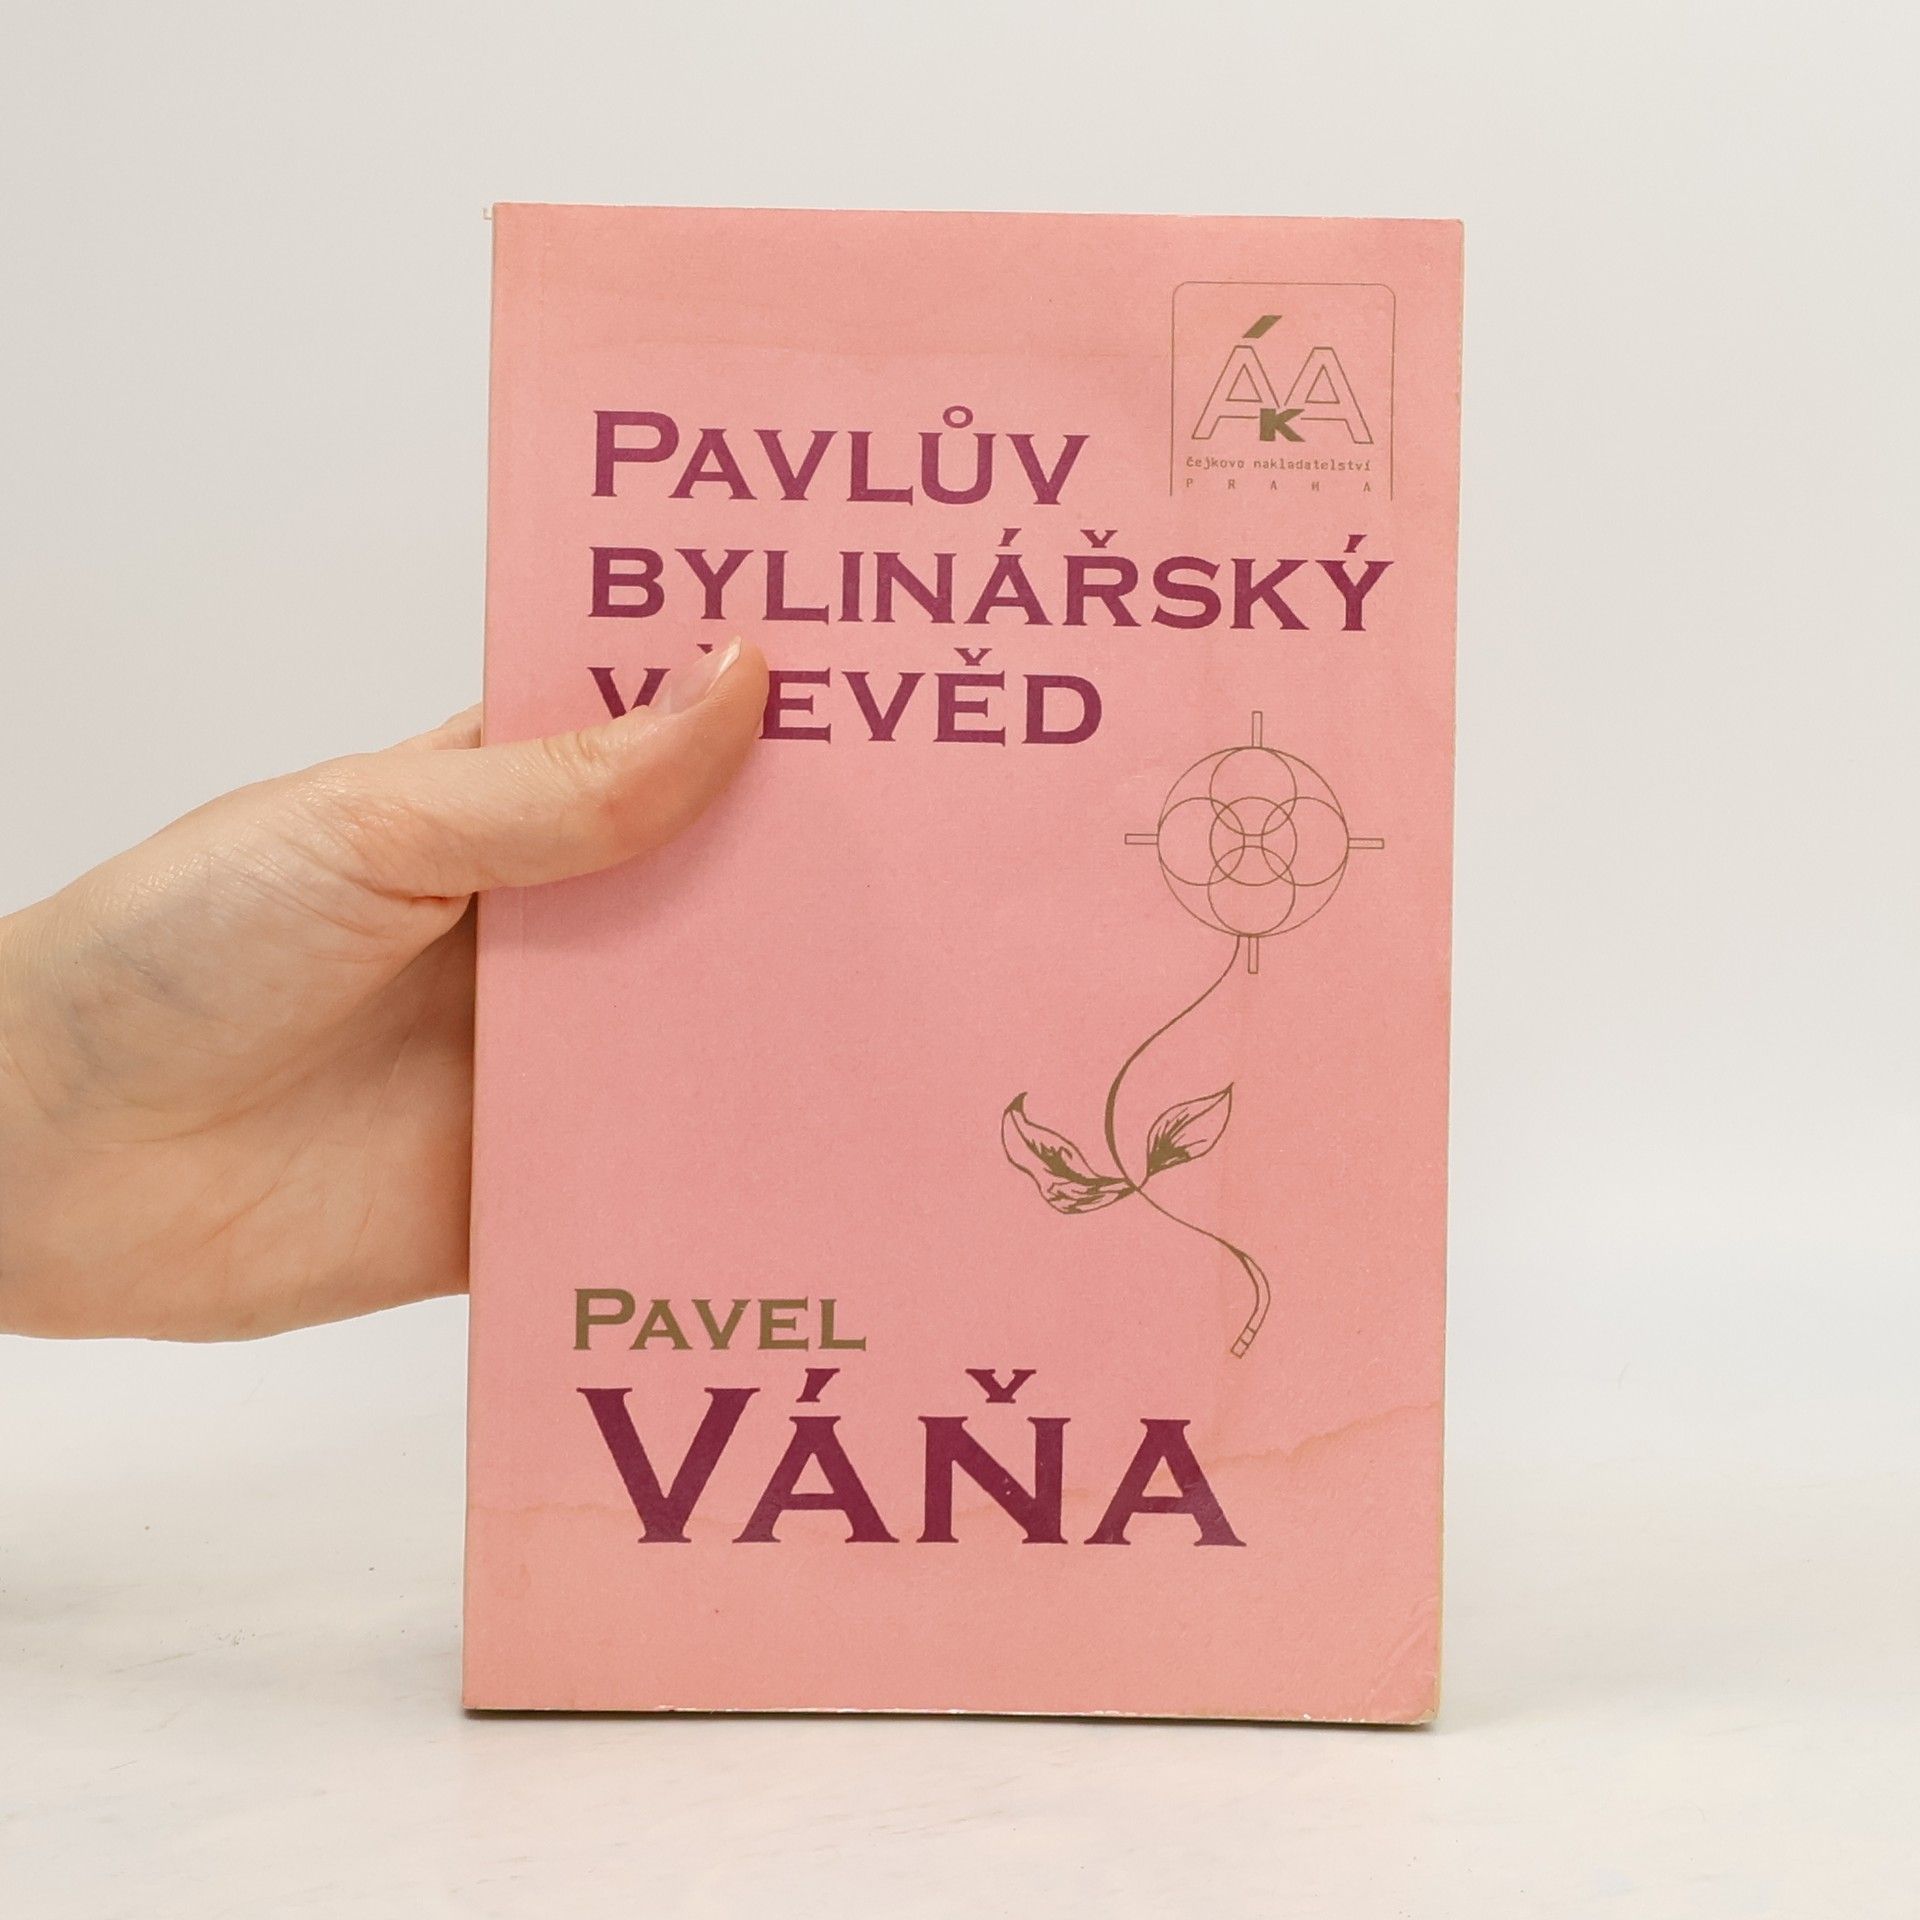 ÁKA
čejkovo nakladatelství
PRAHA
PAVLŮV
BYLINÁŘSKÝ
PAVEL
VÁŇA